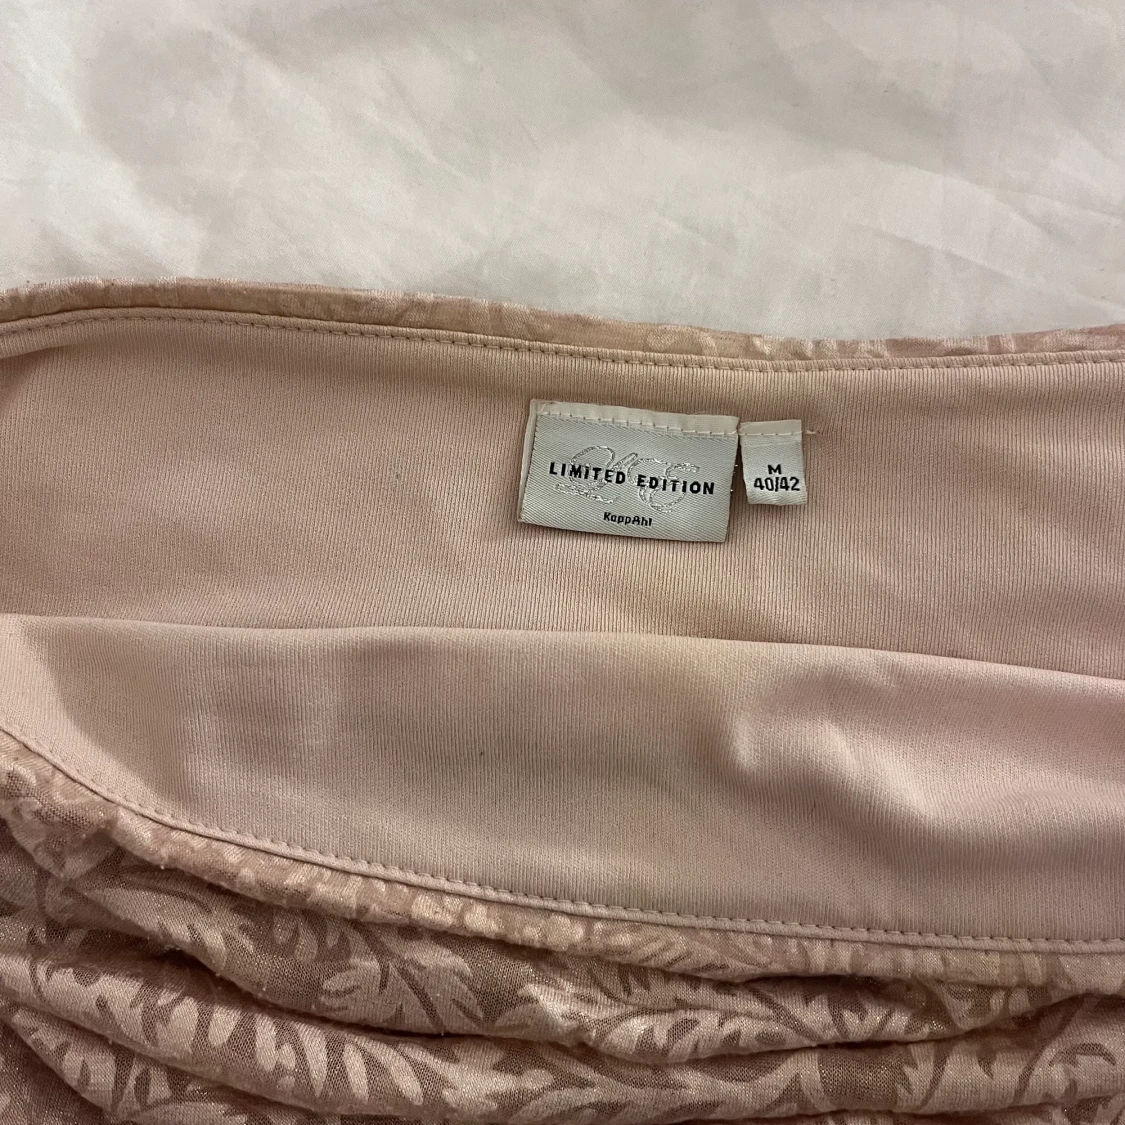 LIMITED EDITION
KappAhl
M
40/42